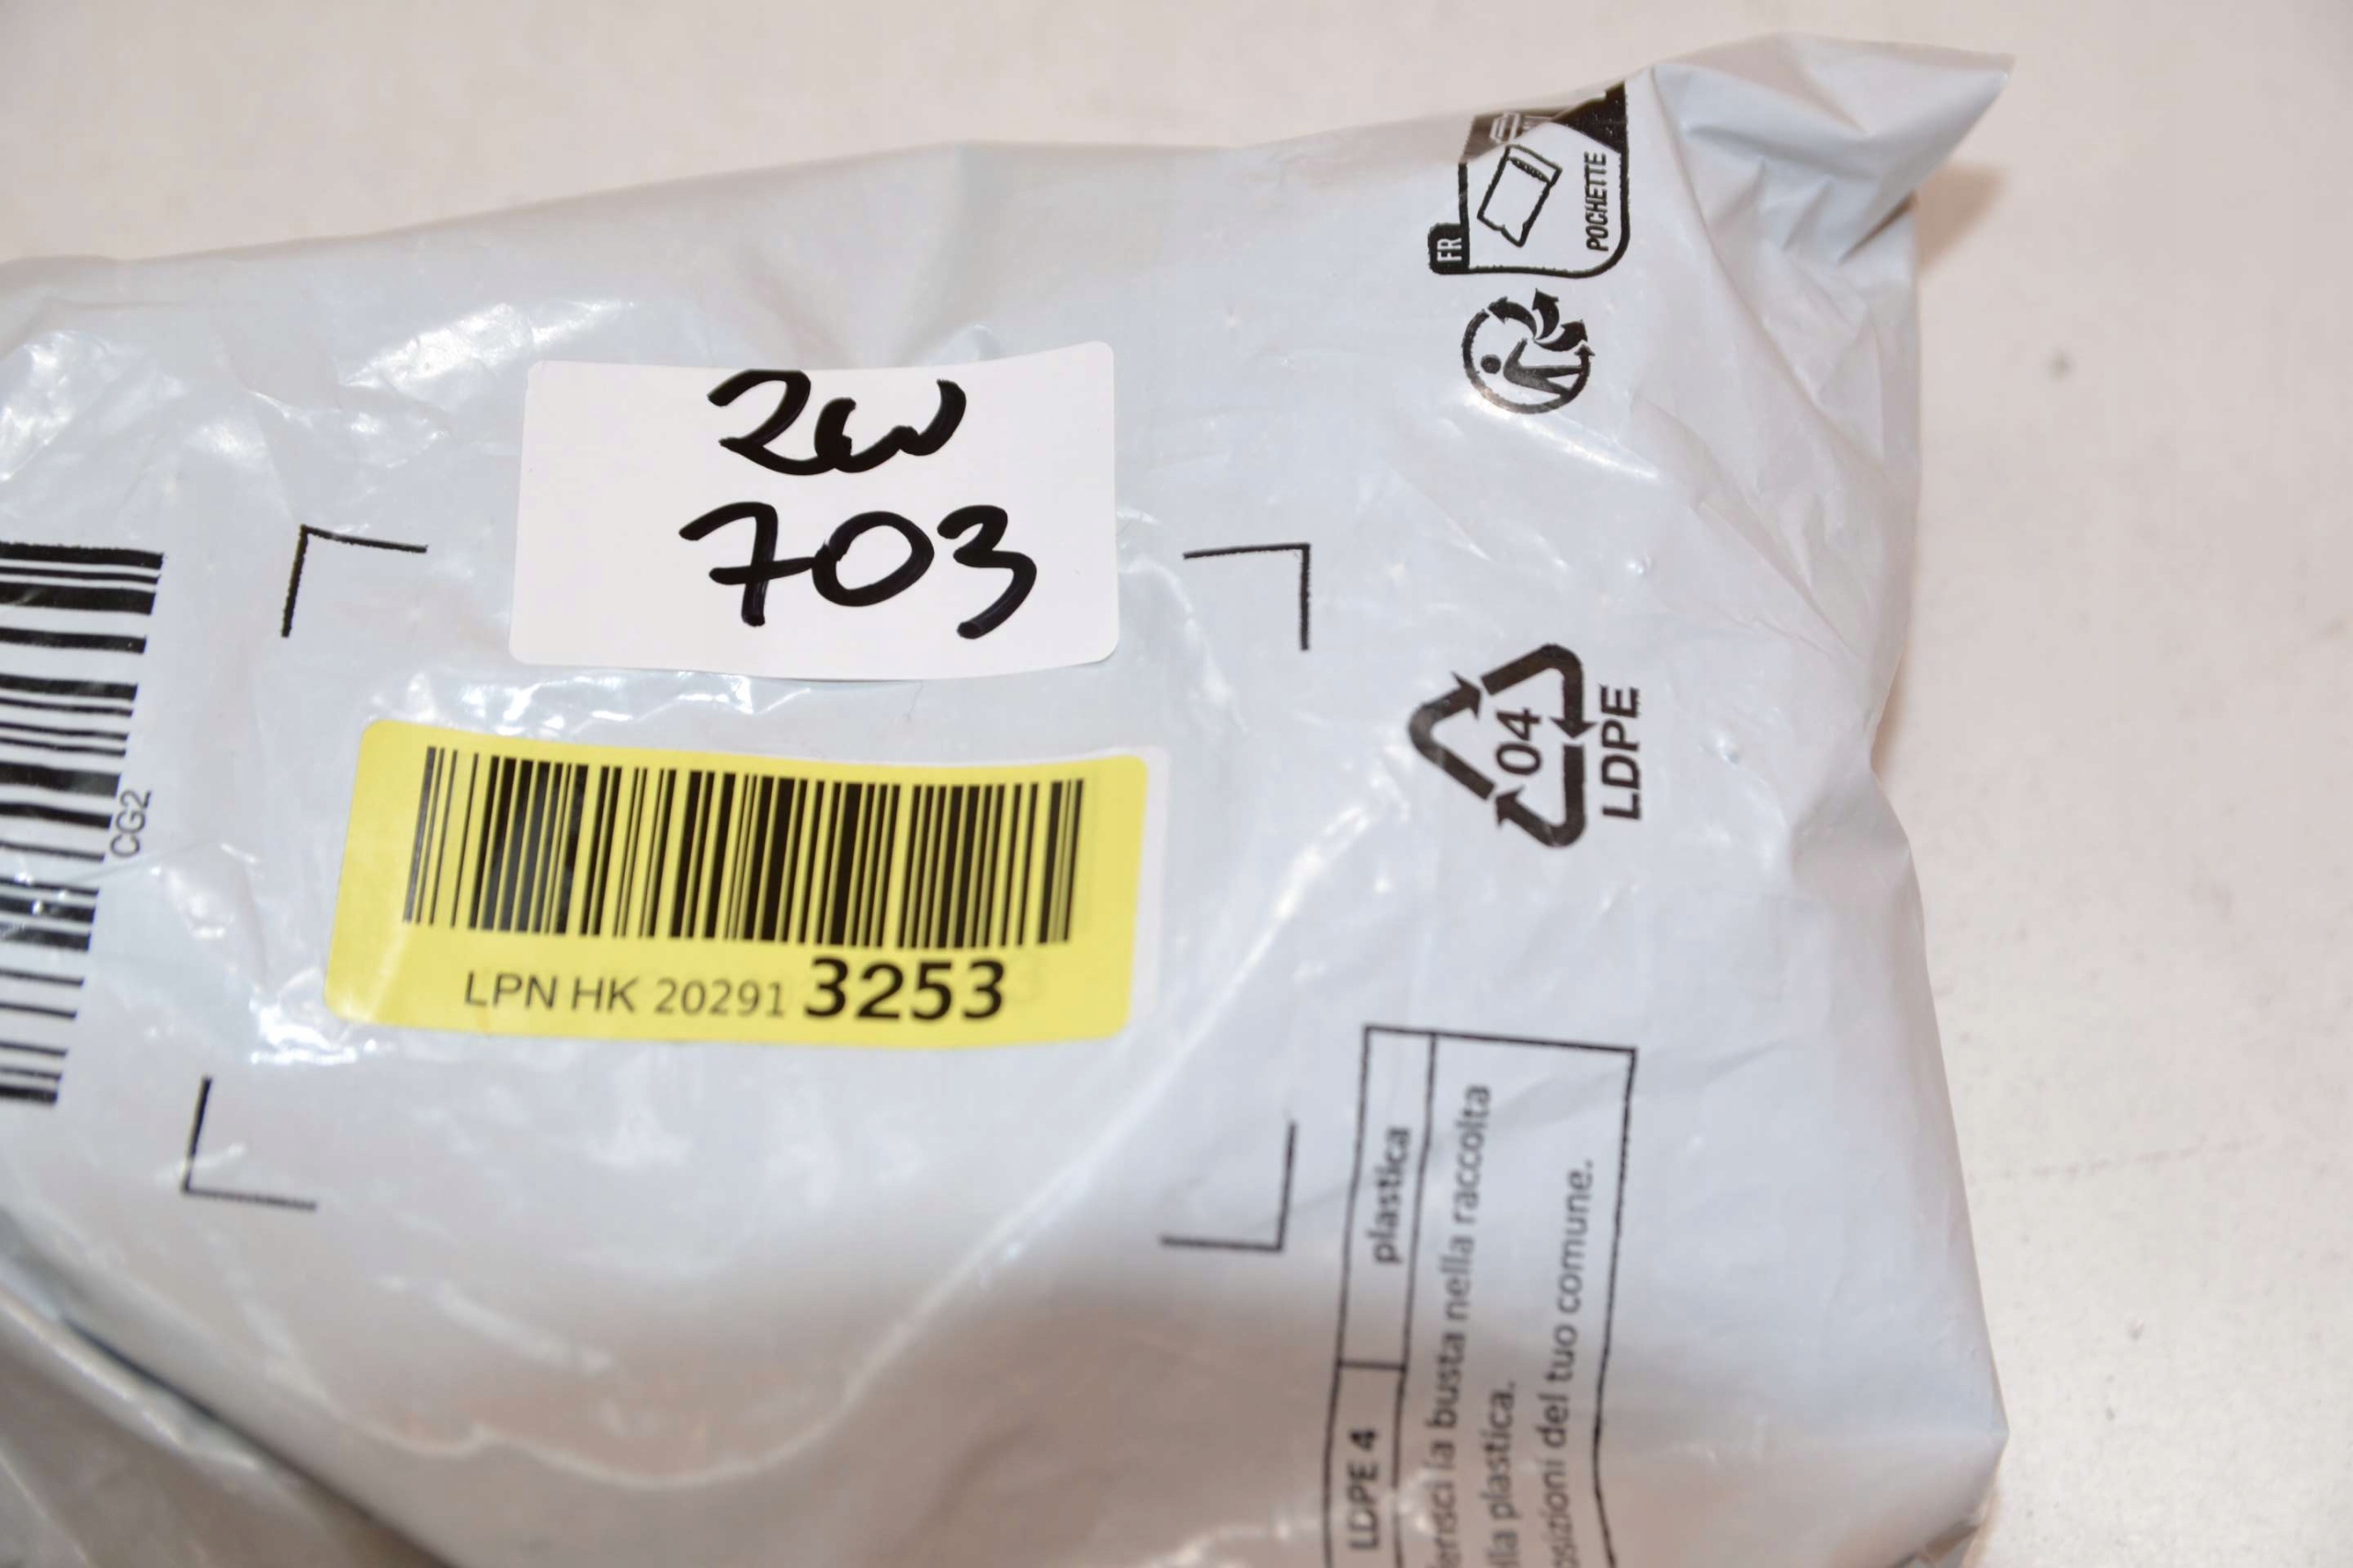 2W
703
LPN HK 20291 3253
CG2
FR
POCHETTE
04
LDPE
LDPE 4
plastica
la busta nella raccolta
plastica.
del tuo comune.